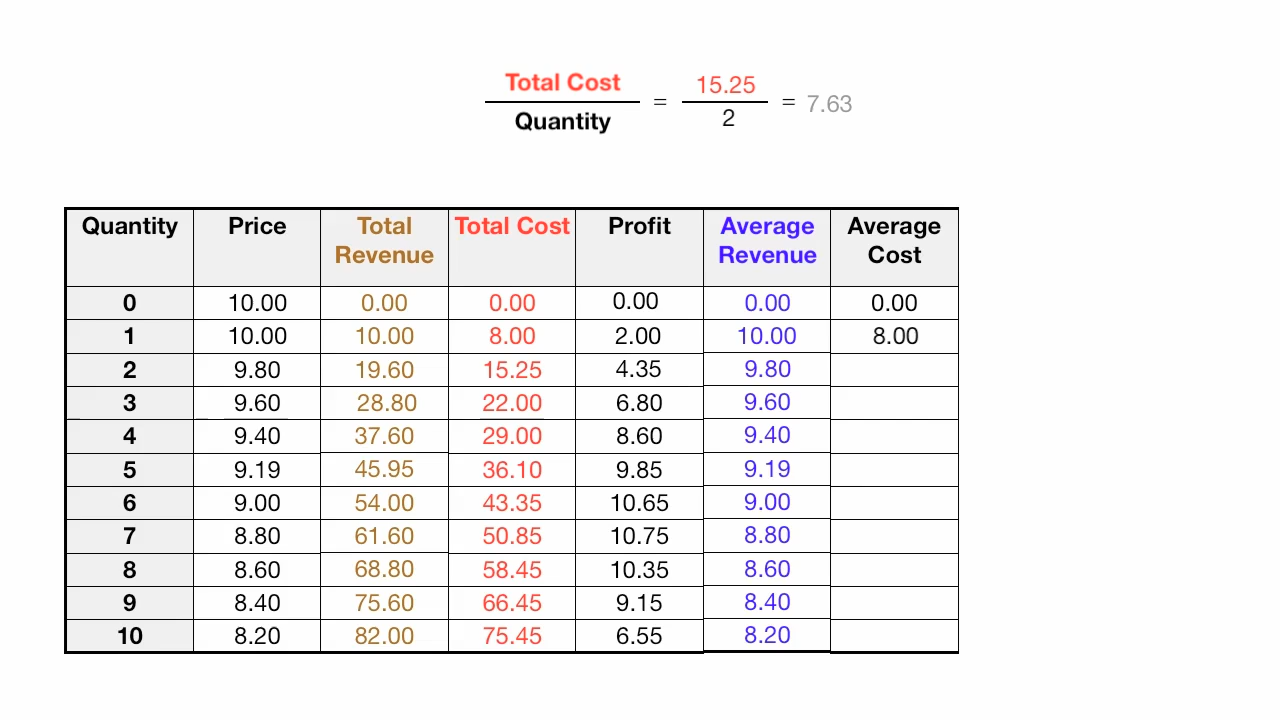 Total Cost
Quantity
=
15.25
2
=
7.63
Quantity Price Total Revenue Total Cost Profit Average Revenue Average Cost
0 10.00 0.00 0.00 0.00 0.00 0.00
1 10.00 10.00 8.00 2.00 10.00 8.00
2 9.80 19.60 15.25 4.35 9.80
3 9.60 28.80 22.00 6.80 9.60
4 9.40 37.60 29.00 8.60 9.40
5 9.19 45.95 36.10 9.85 9.19
6 9.00 54.00 43.35 10.65 9.00
7 8.80 61.60 50.85 10.75 8.80
8 8.60 68.80 58.45 10.35 8.60
9 8.40 75.60 66.45 9.15 8.40
10 8.20 82.00 75.45 6.55 8.20